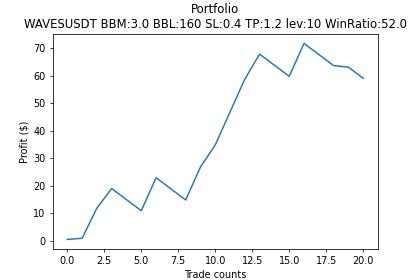 Portfolio
WAVESUSDT BBM:3.0 BBL:160 SL:0.4 TP:1.2 lev:10 WinRatio:52.0
70
60
50
40
30
20
10
0
Profit ($)
0.0 2.5 5.0 7.5 10.0 12.5 15.0 17.5 20.0
Trade counts